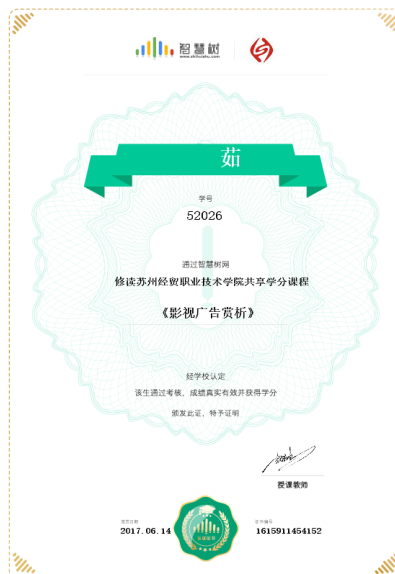 智慧树
www.zhihuishu.com
茹
学号
52026
通过智慧树网
修读苏州经贸职业技术学院共享学分课程
《影视广告赏析》
经学校认定
该生通过考核，成绩真实有效并获得学分
颁发此证，特予证明
授课教师
签发日期
证书编号
2017.06.14
1615911454152